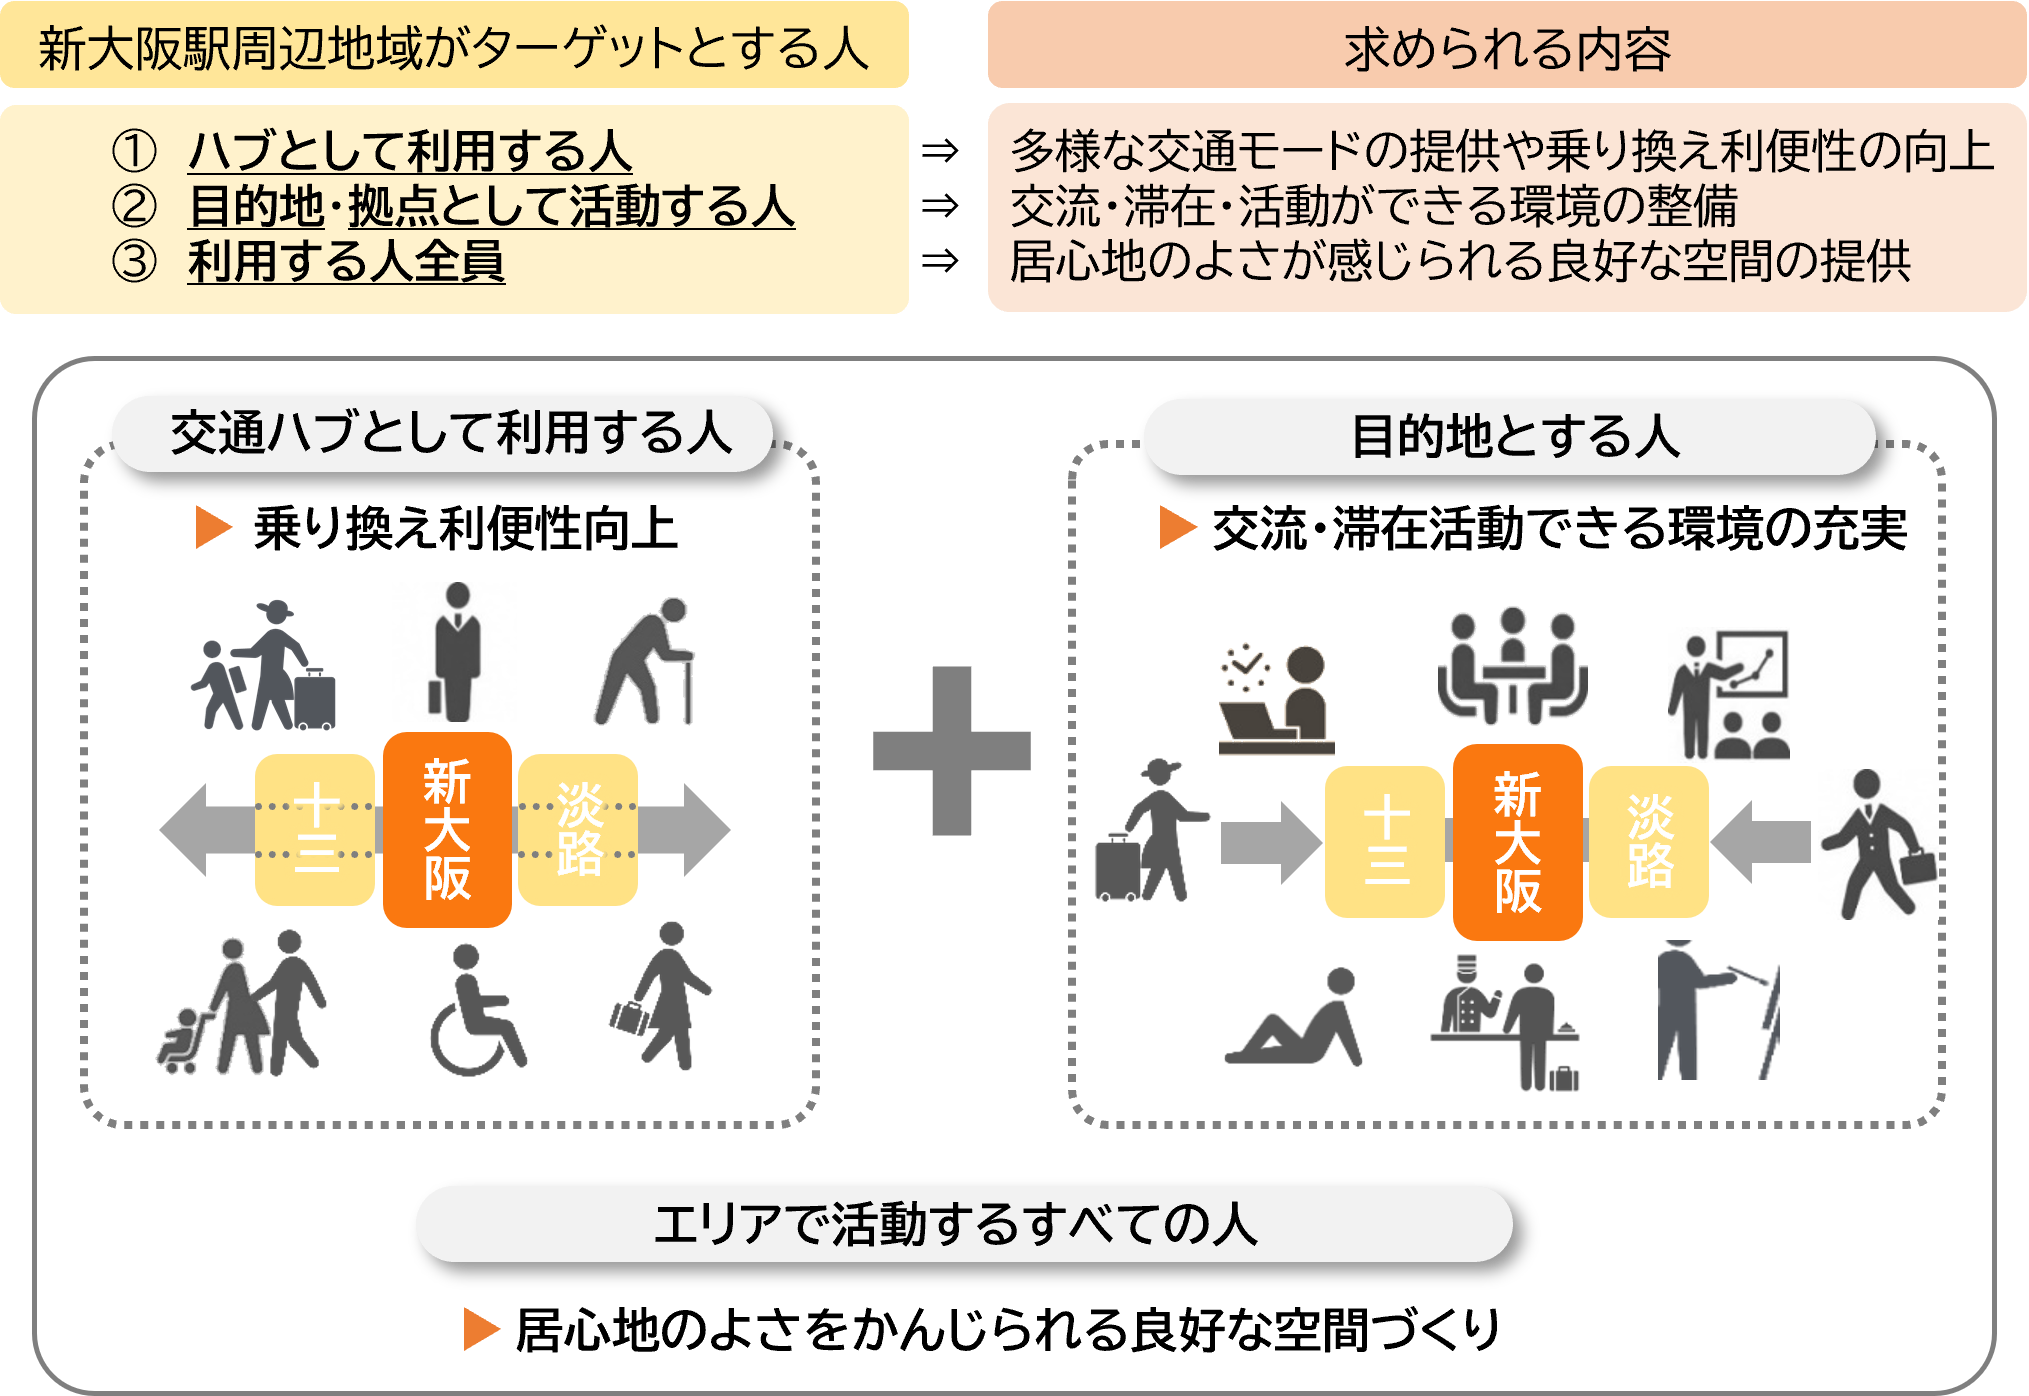 新大阪駅周辺地域がターゲットとする人
求められる内容
① ハブとして利用する人 ⇒ 多様な交通モードの提供や乗り換え利便性の向上
② 目的地・拠点として活動する人 ⇒ 交流・滞在・活動ができる環境の整備
③ 利用する人全員 ⇒ 居心地のよさが感じられる良好な空間の提供
交通ハブとして利用する人
▶ 乗り換え利便性向上
十三
新大阪
淡路
目的地とする人
▶ 交流・滞在活動できる環境の充実
十三
新大阪
淡路
エリアで活動するすべての人
▶ 居心地のよさをかんじられる良好な空間づくり